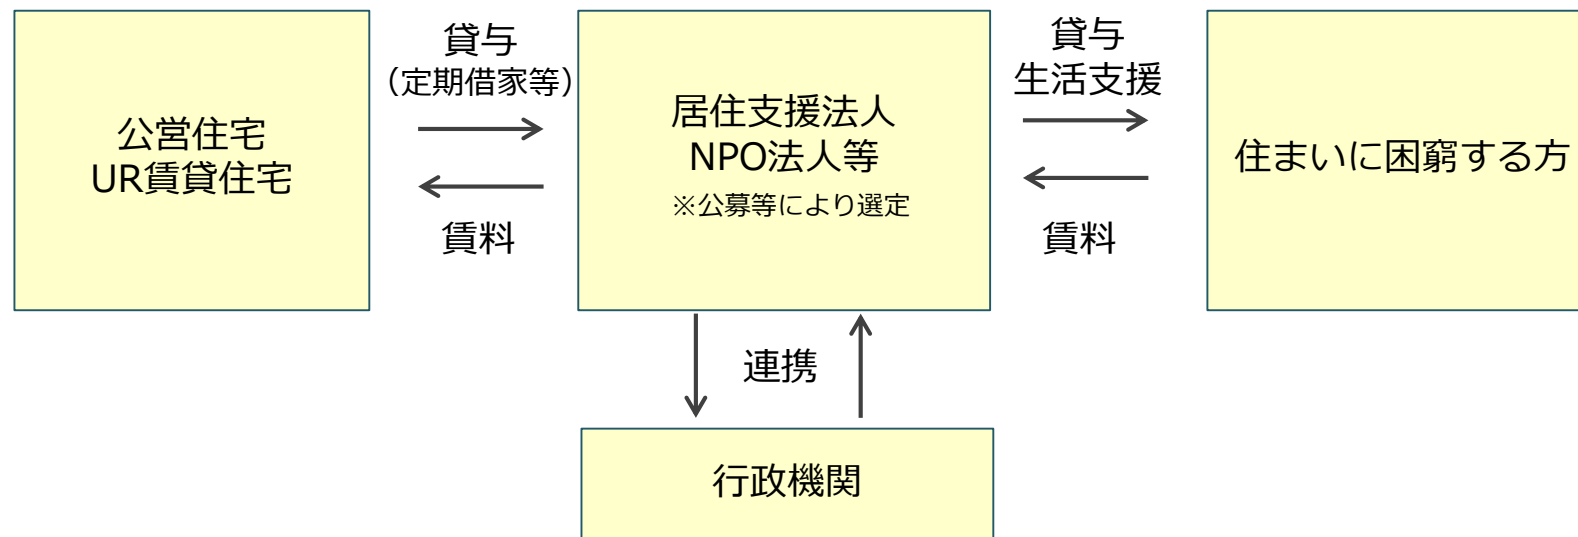 公営住宅
UR賃貸住宅
貸与
（定期借家等）
賃料
居住支援法人
NPO法人等
※公募等により選定
貸与
生活支援
賃料
住まいに困窮する方
連携
行政機関